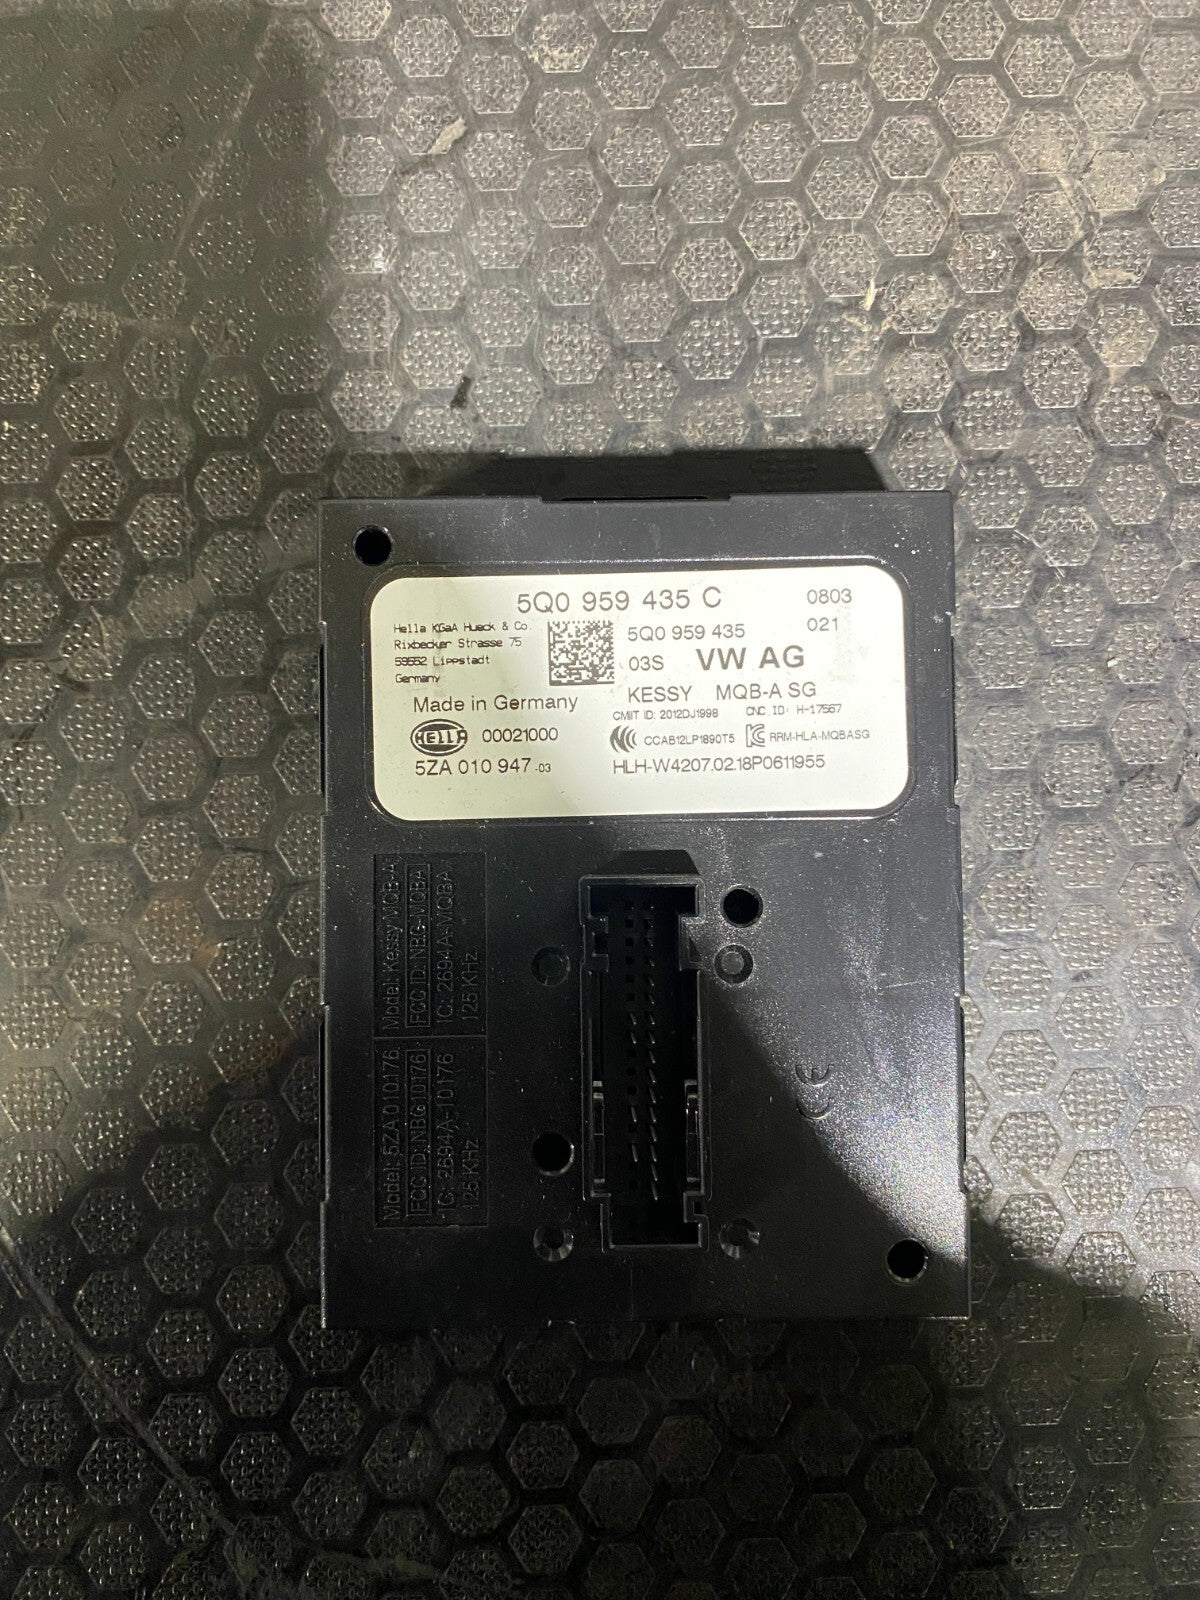 5Q0 959 435 C
0803
021
Hella KGaA Hueck & Co.
Rixbecker Strasse 75
59552 Lippstadt
Germany
5Q0 959 435
03S VW AG
KESSY MQB-A SG
Made in Germany
CMIIT ID: 2012DJ1998 CNC ID: H-17567
HELLA 00021000
CCAB12LP1890T5 RRM-HLA-MQBASG
5ZA 010 947-03
HLH-W4207.02.18P0611955
Model: Kessy MQB-A
FCC ID: NBG-MQBA
IC: 2694A-MQBA
125 KHz
Model: 5ZA010176
FCC ID: NBG10176
IC: 2694A-10176
125 KHz
CE